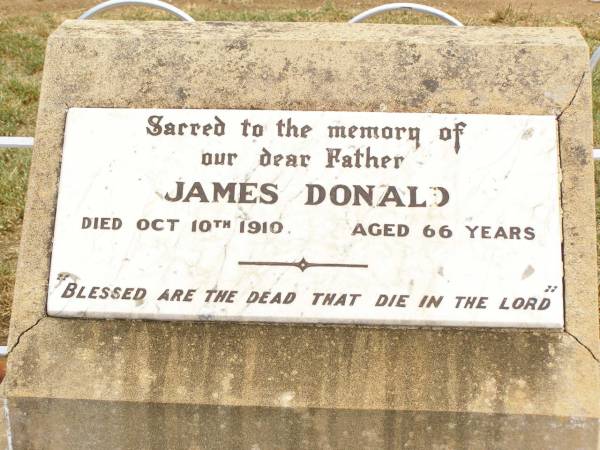 Sacred to the memory of
our dear Father
JAMES DONALD
DIED OCT 10TH 1910. AGED 66 YEARS
"BLESSED ARE THE DEAD THAT DIE IN THE LORD"